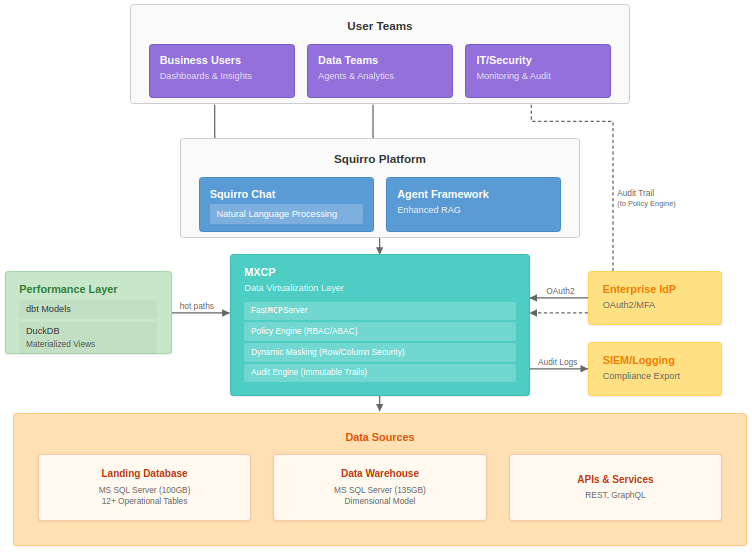 User Teams
Business Users
Dashboards & Insights
Data Teams
Agents & Analytics
IT/Security
Monitoring & Audit
Squirro Platform
Squirro Chat
Natural Language Processing
Agent Framework
Enhanced RAG
Audit Trail
(to Policy Engine)
MXCP
Data Virtualization Layer
FastMCPServer
Policy Engine (RBAC/ABAC)
Dynamic Masking (Row/Column Security)
Audit Engine (Immutable Trails)
Performance Layer
dbt Models
DuckDB
Materialized Views
hot paths
OAuth2
Enterprise IdP
OAuth2/MFA
Audit Logs
SIEM/Logging
Compliance Export
Data Sources
Landing Database
MS SQL Server (100GB)
12+ Operational Tables
Data Warehouse
MS SQL Server (135GB)
Dimensional Model
APIs & Services
REST, GraphQL